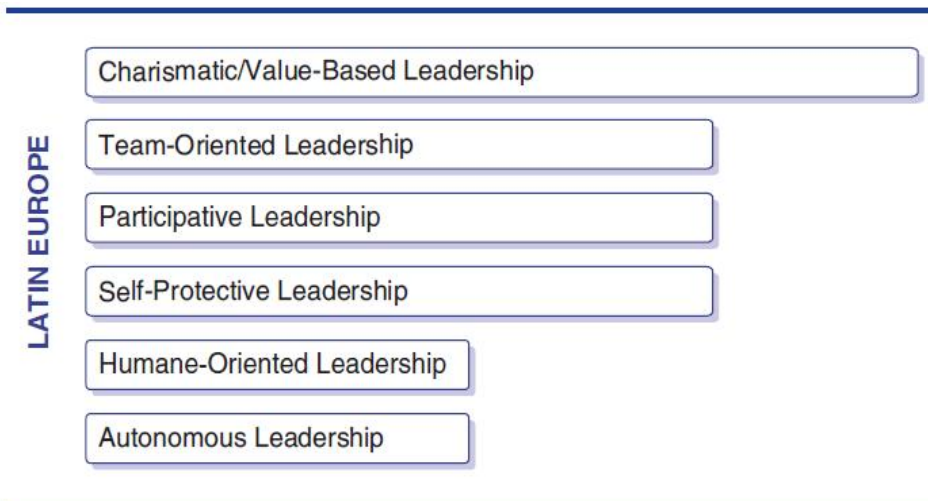 LATIN EUROPE
Charismatic/Value-Based Leadership
Team-Oriented Leadership
Participative Leadership
Self-Protective Leadership
Humane-Oriented Leadership
Autonomous Leadership